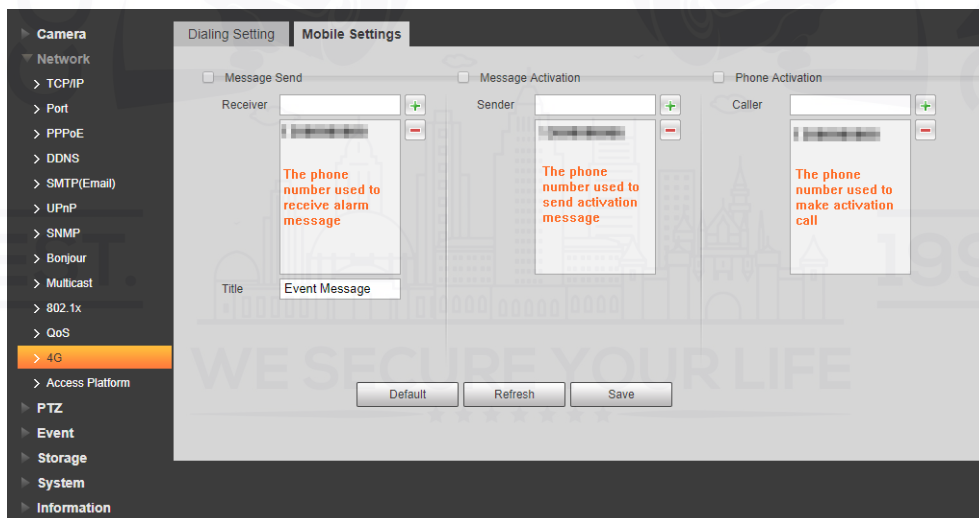 Camera
Network
TCP/IP
Port
PPPoE
DDNS
SMTP(Email)
UPnP
SNMP
Bonjour
Multicast
802.1x
QoS
4G
Access Platform
PTZ
Event
Storage
System
Information
Dialing Setting
Mobile Settings
Message Send
Message Activation
Phone Activation
Receiver
The phone
number used to
receive alarm
message
Title
Event Message
Sender
The phone
number used to
send activation
message
Caller
The phone
number used to
make activation
call
Default
Refresh
Save
EST.
199
WE SECURE YOUR LIFE